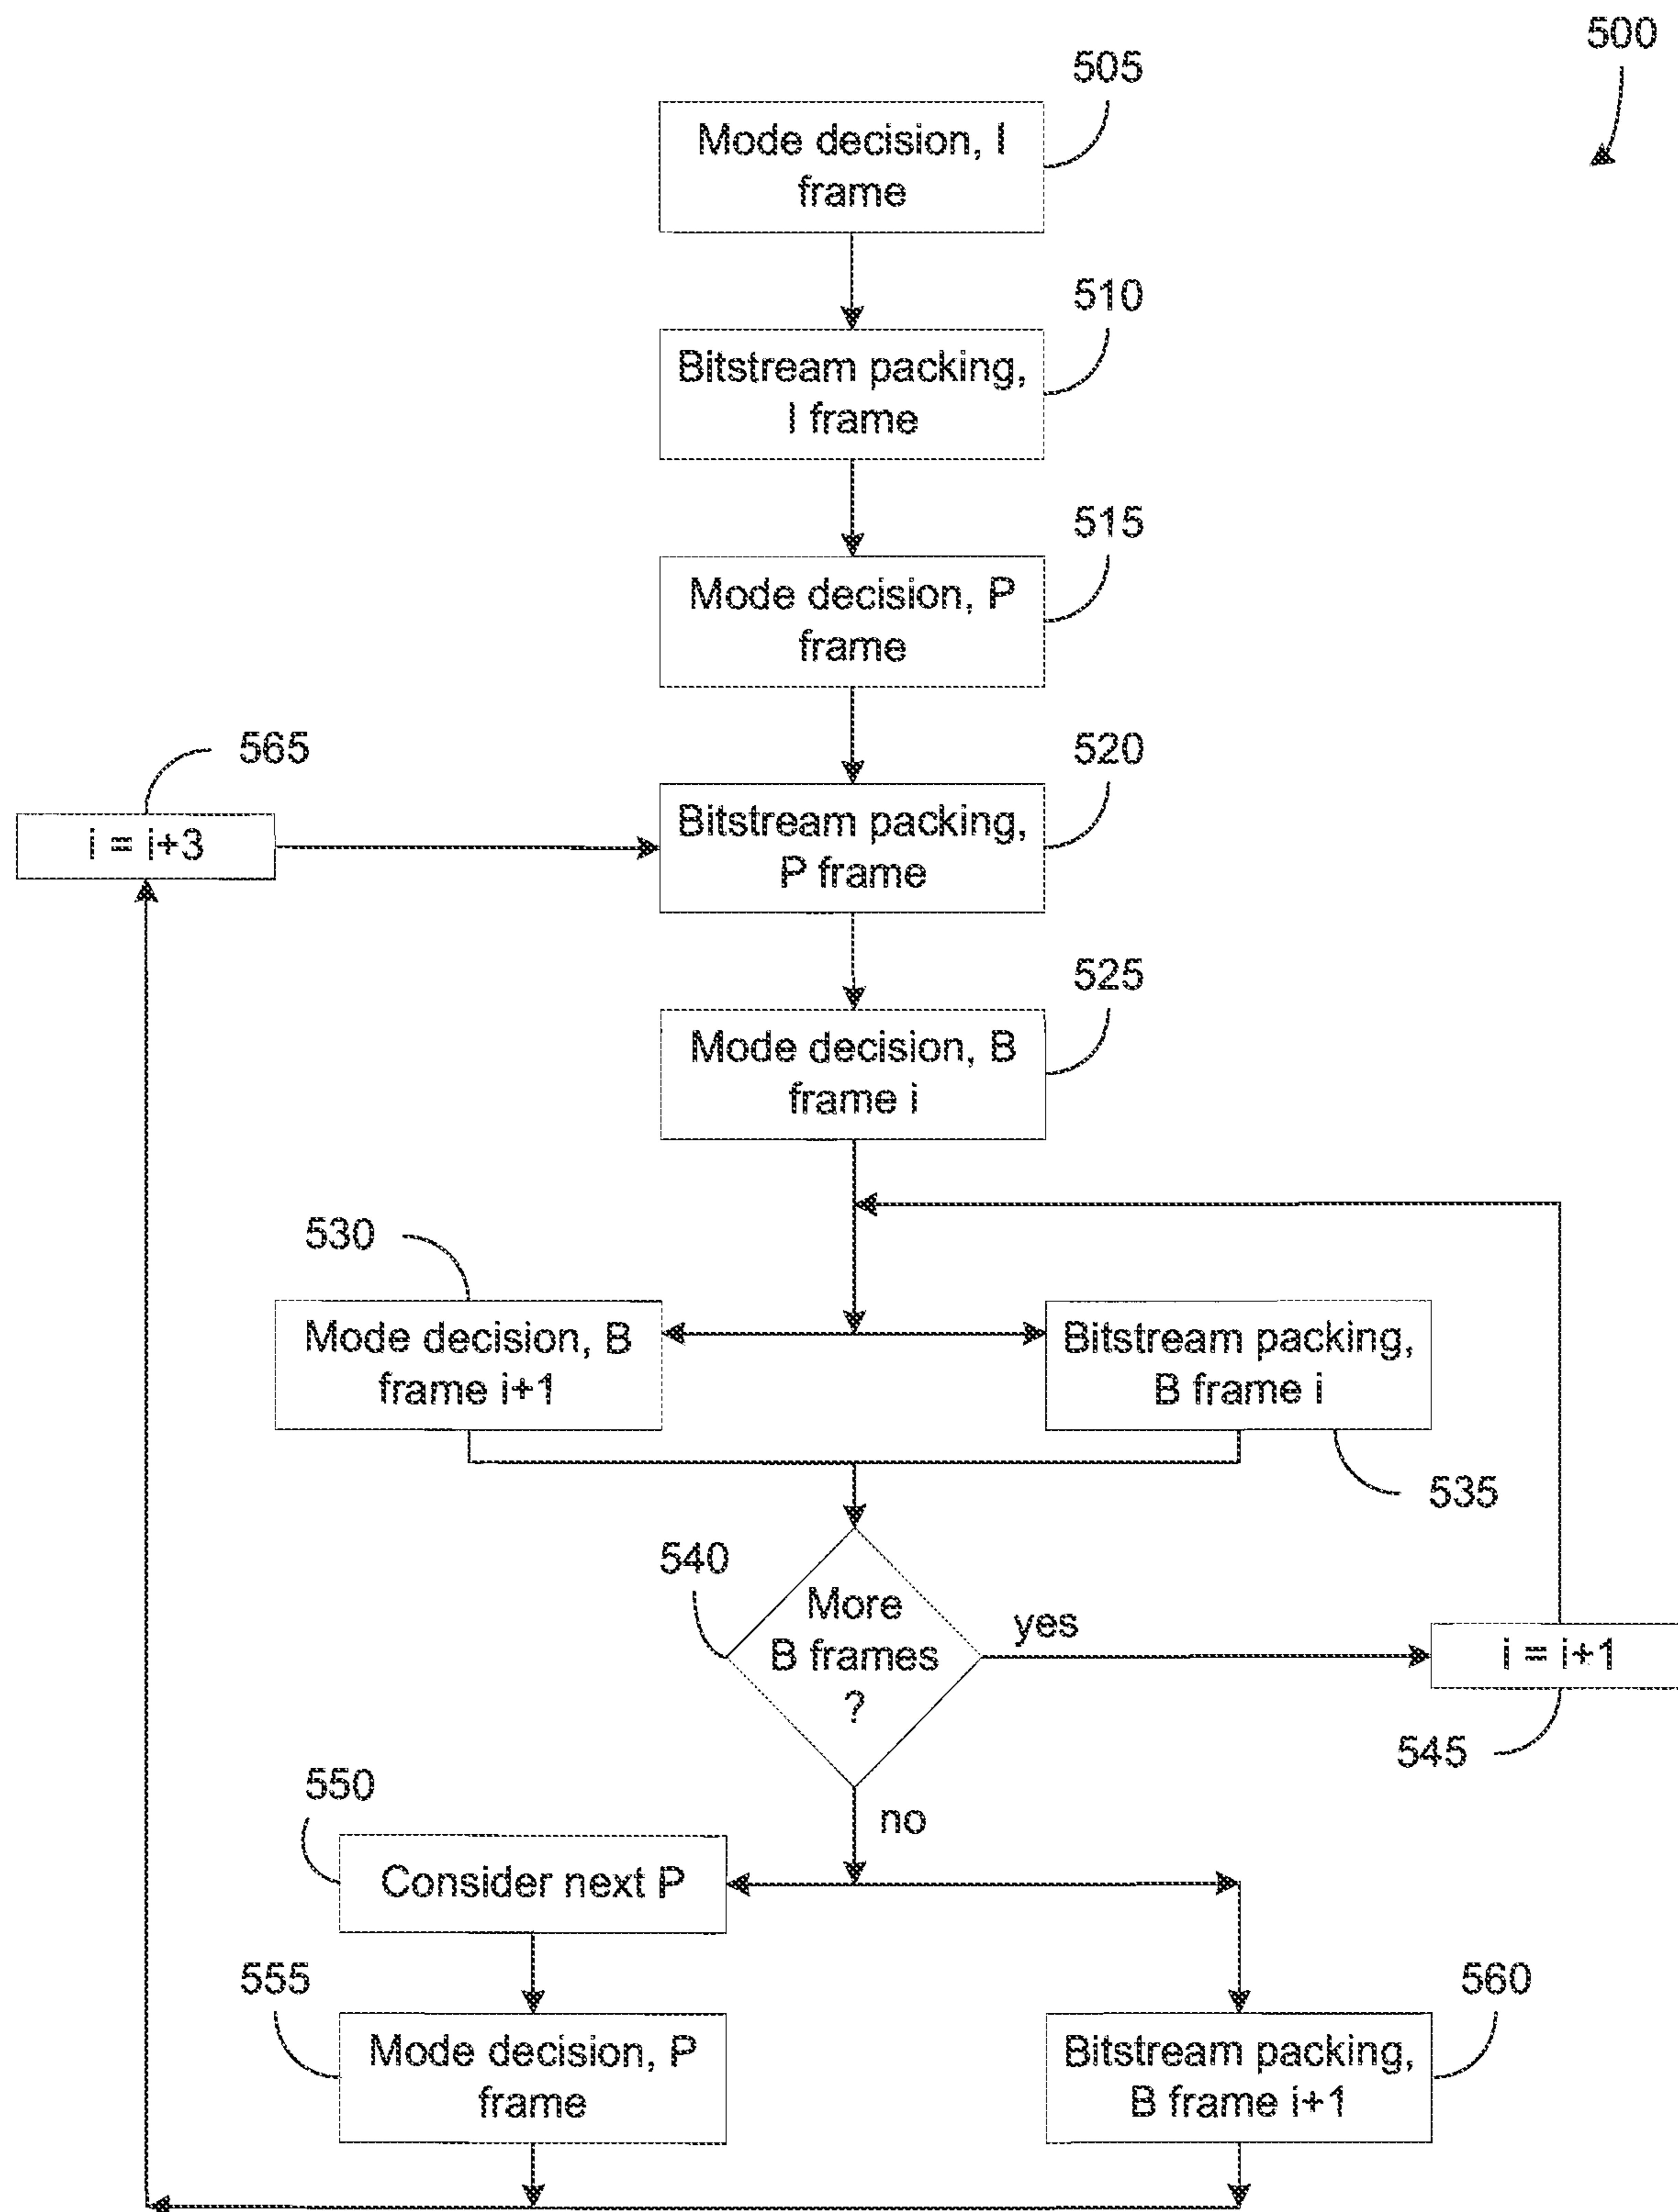 500
505
Mode decision, I
frame
510
Bitstream packing,
I frame
515
Mode decision, P
frame
565
i = i+3
520
Bitstream packing,
P frame
525
Mode decision, B
frame i
530
Mode decision, B
frame i+1
Bitstream packing,
B frame i
535
540
More
B frames
?
yes
i = i+1
545
no
550
Consider next P
555
Mode decision, P
frame
560
Bitstream packing,
B frame i+1